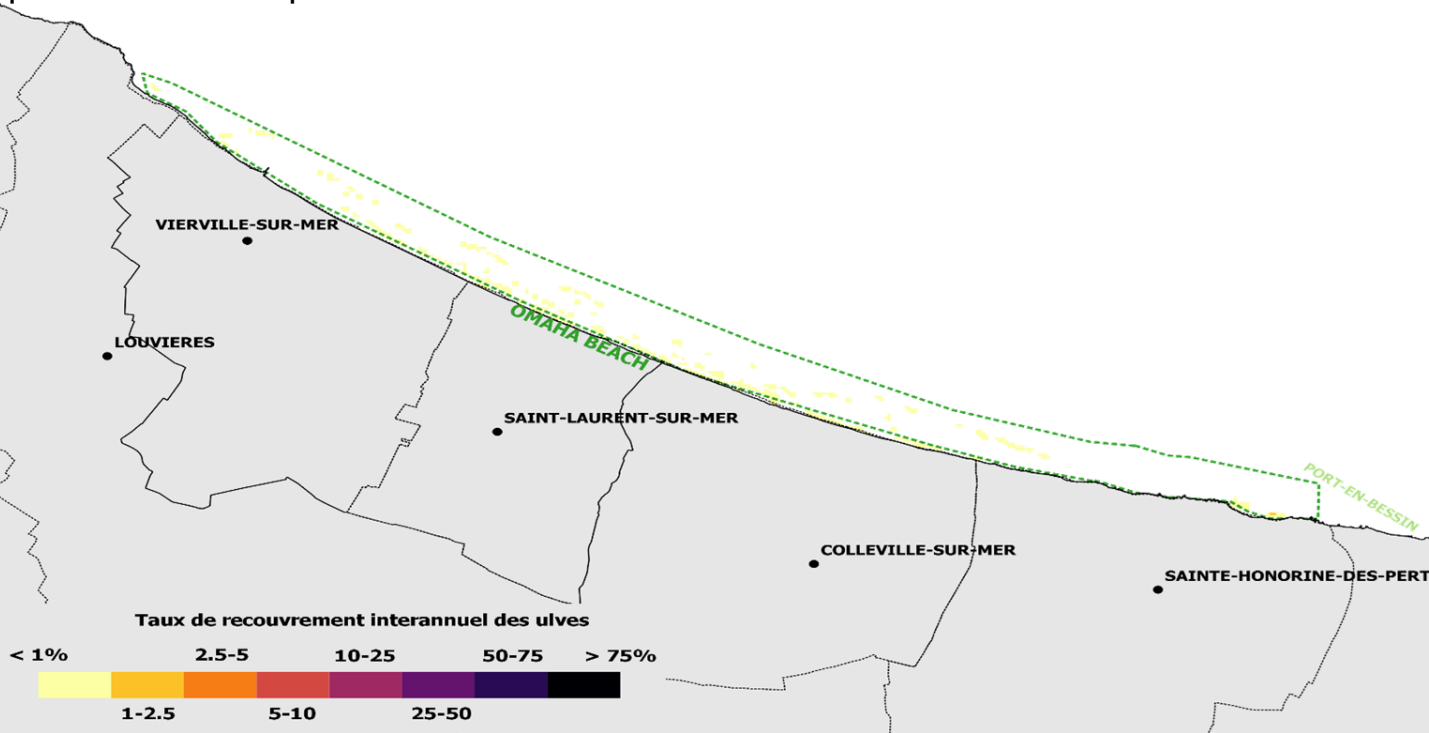 VIERVILLE-SUR-MER
LOUVIERES
OMAHA BEACH
SAINT-LAURENT-SUR-MER
PORT-EN-BESSIN
COLLEVILLE-SUR-MER
SAINTE-HONORINE-DES-PERT
Taux de recouvrement interannuel des ulves
< 1% 2.5-5 10-25 50-75 > 75%
1-2.5 5-10 25-50